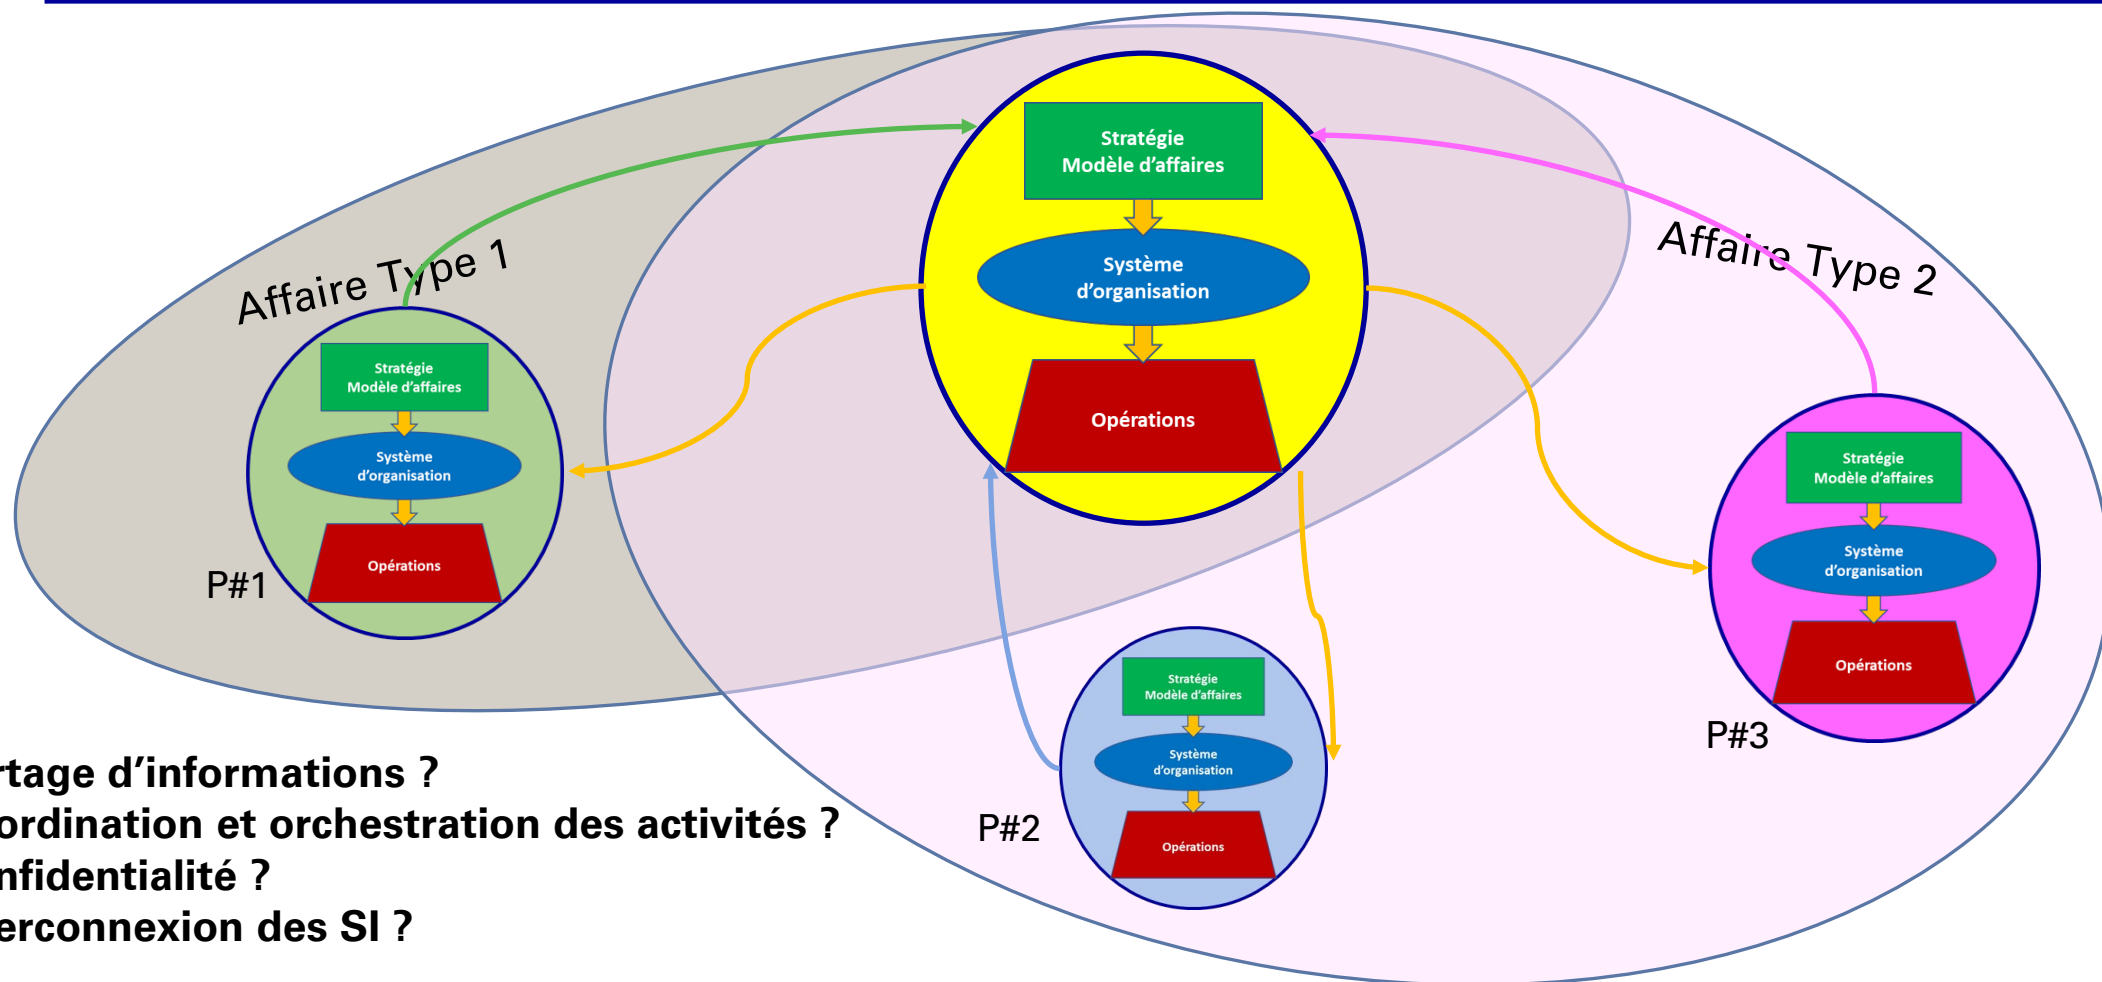 Stratégie
Modèle d'affaires
Système
d'organisation
Opérations
Affaire Type 1
Affaire Type 2
Stratégie
Modèle d'affaires
Système
d'organisation
Opérations
P#1
Stratégie
Modèle d'affaires
Système
d'organisation
Opérations
P#3
Stratégie
Modèle d'affaires
Système
d'organisation
Opérations
P#2
rtage d'informations ?
ordination et orchestration des activités ?
nfidentialité ?
erconnexion des SI ?